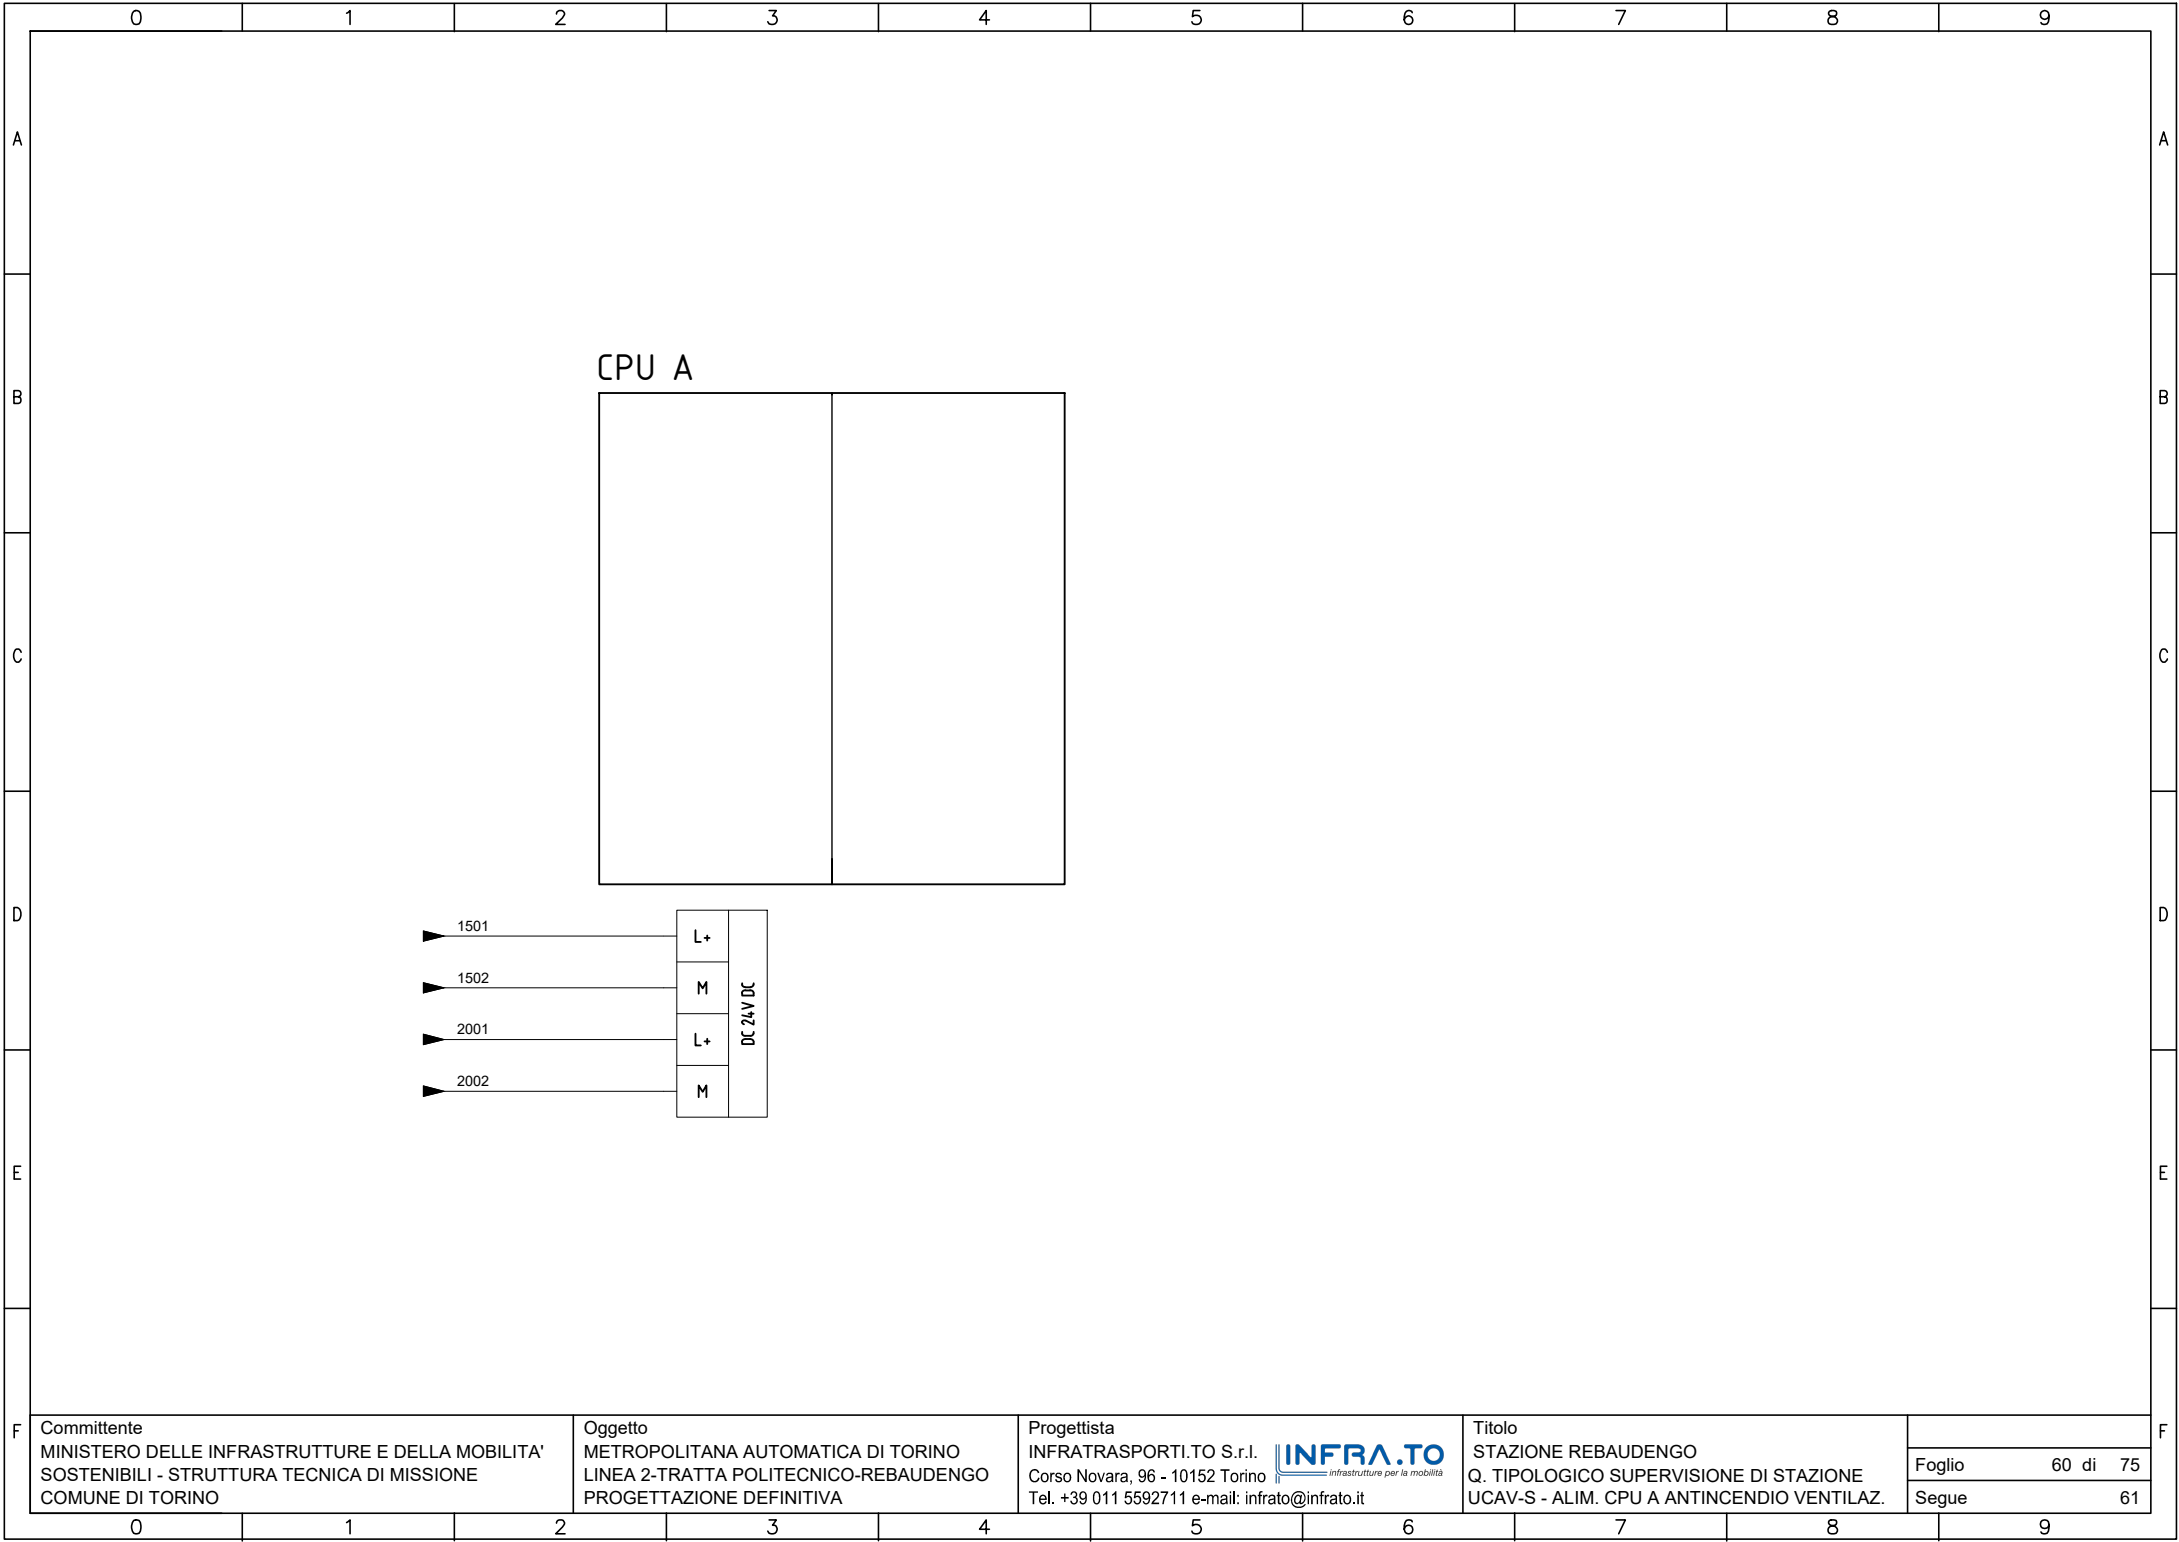 0 1 2 3 4 5 6 7 8 9
A A
CPU A
B B
C C
D D
1501 L+
1502 M
DC 24V DC
2001 L+
2002 M
E E
F F
Committente
MINISTERO DELLE INFRASTRUTTURE E DELLA MOBILITA'
SOSTENIBILI - STRUTTURA TECNICA DI MISSIONE
COMUNE DI TORINO
Oggetto
METROPOLITANA AUTOMATICA DI TORINO
LINEA 2-TRATTA POLITECNICO-REBAUDENGO
PROGETTAZIONE DEFINITIVA
Progettista
INFRATRASPORTI.TO S.r.l.
Corso Novara, 96 - 10152 Torino
Tel. +39 011 5592711 e-mail: infrato@infrato.it
INFRA.TO
infrastrutture per la mobilità
Titolo
STAZIONE REBAUDENGO
Q. TIPOLOGICO SUPERVISIONE DI STAZIONE
UCAV-S - ALIM. CPU A ANTINCENDIO VENTILAZ.
Foglio 60 di 75
Segue 61
0 1 2 3 4 5 6 7 8 9